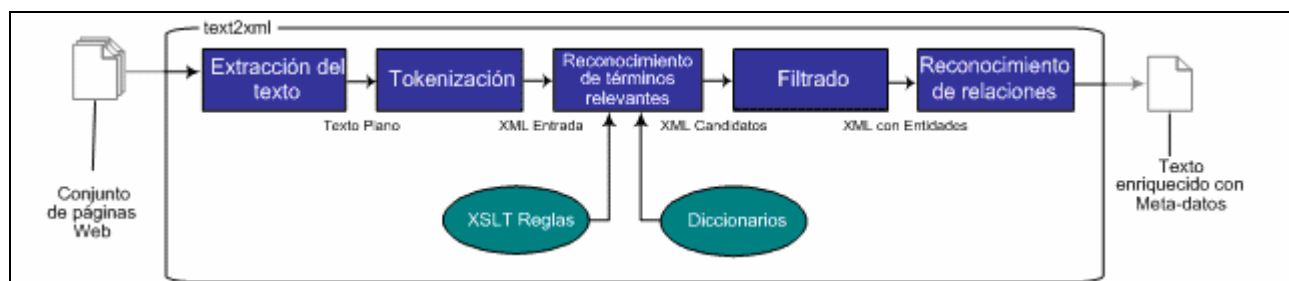 text2xml
Extracción del
texto
Tokenización
Reconocimiento
de términos
relevantes
Filtrado
Reconocimiento
de relaciones
Texto Plano
XML Entrada
XML Candidatos
XML con Entidades
Conjunto
de páginas
Web
XSLT Reglas
Diccionarios
Texto
enriquecido con
Meta-datos